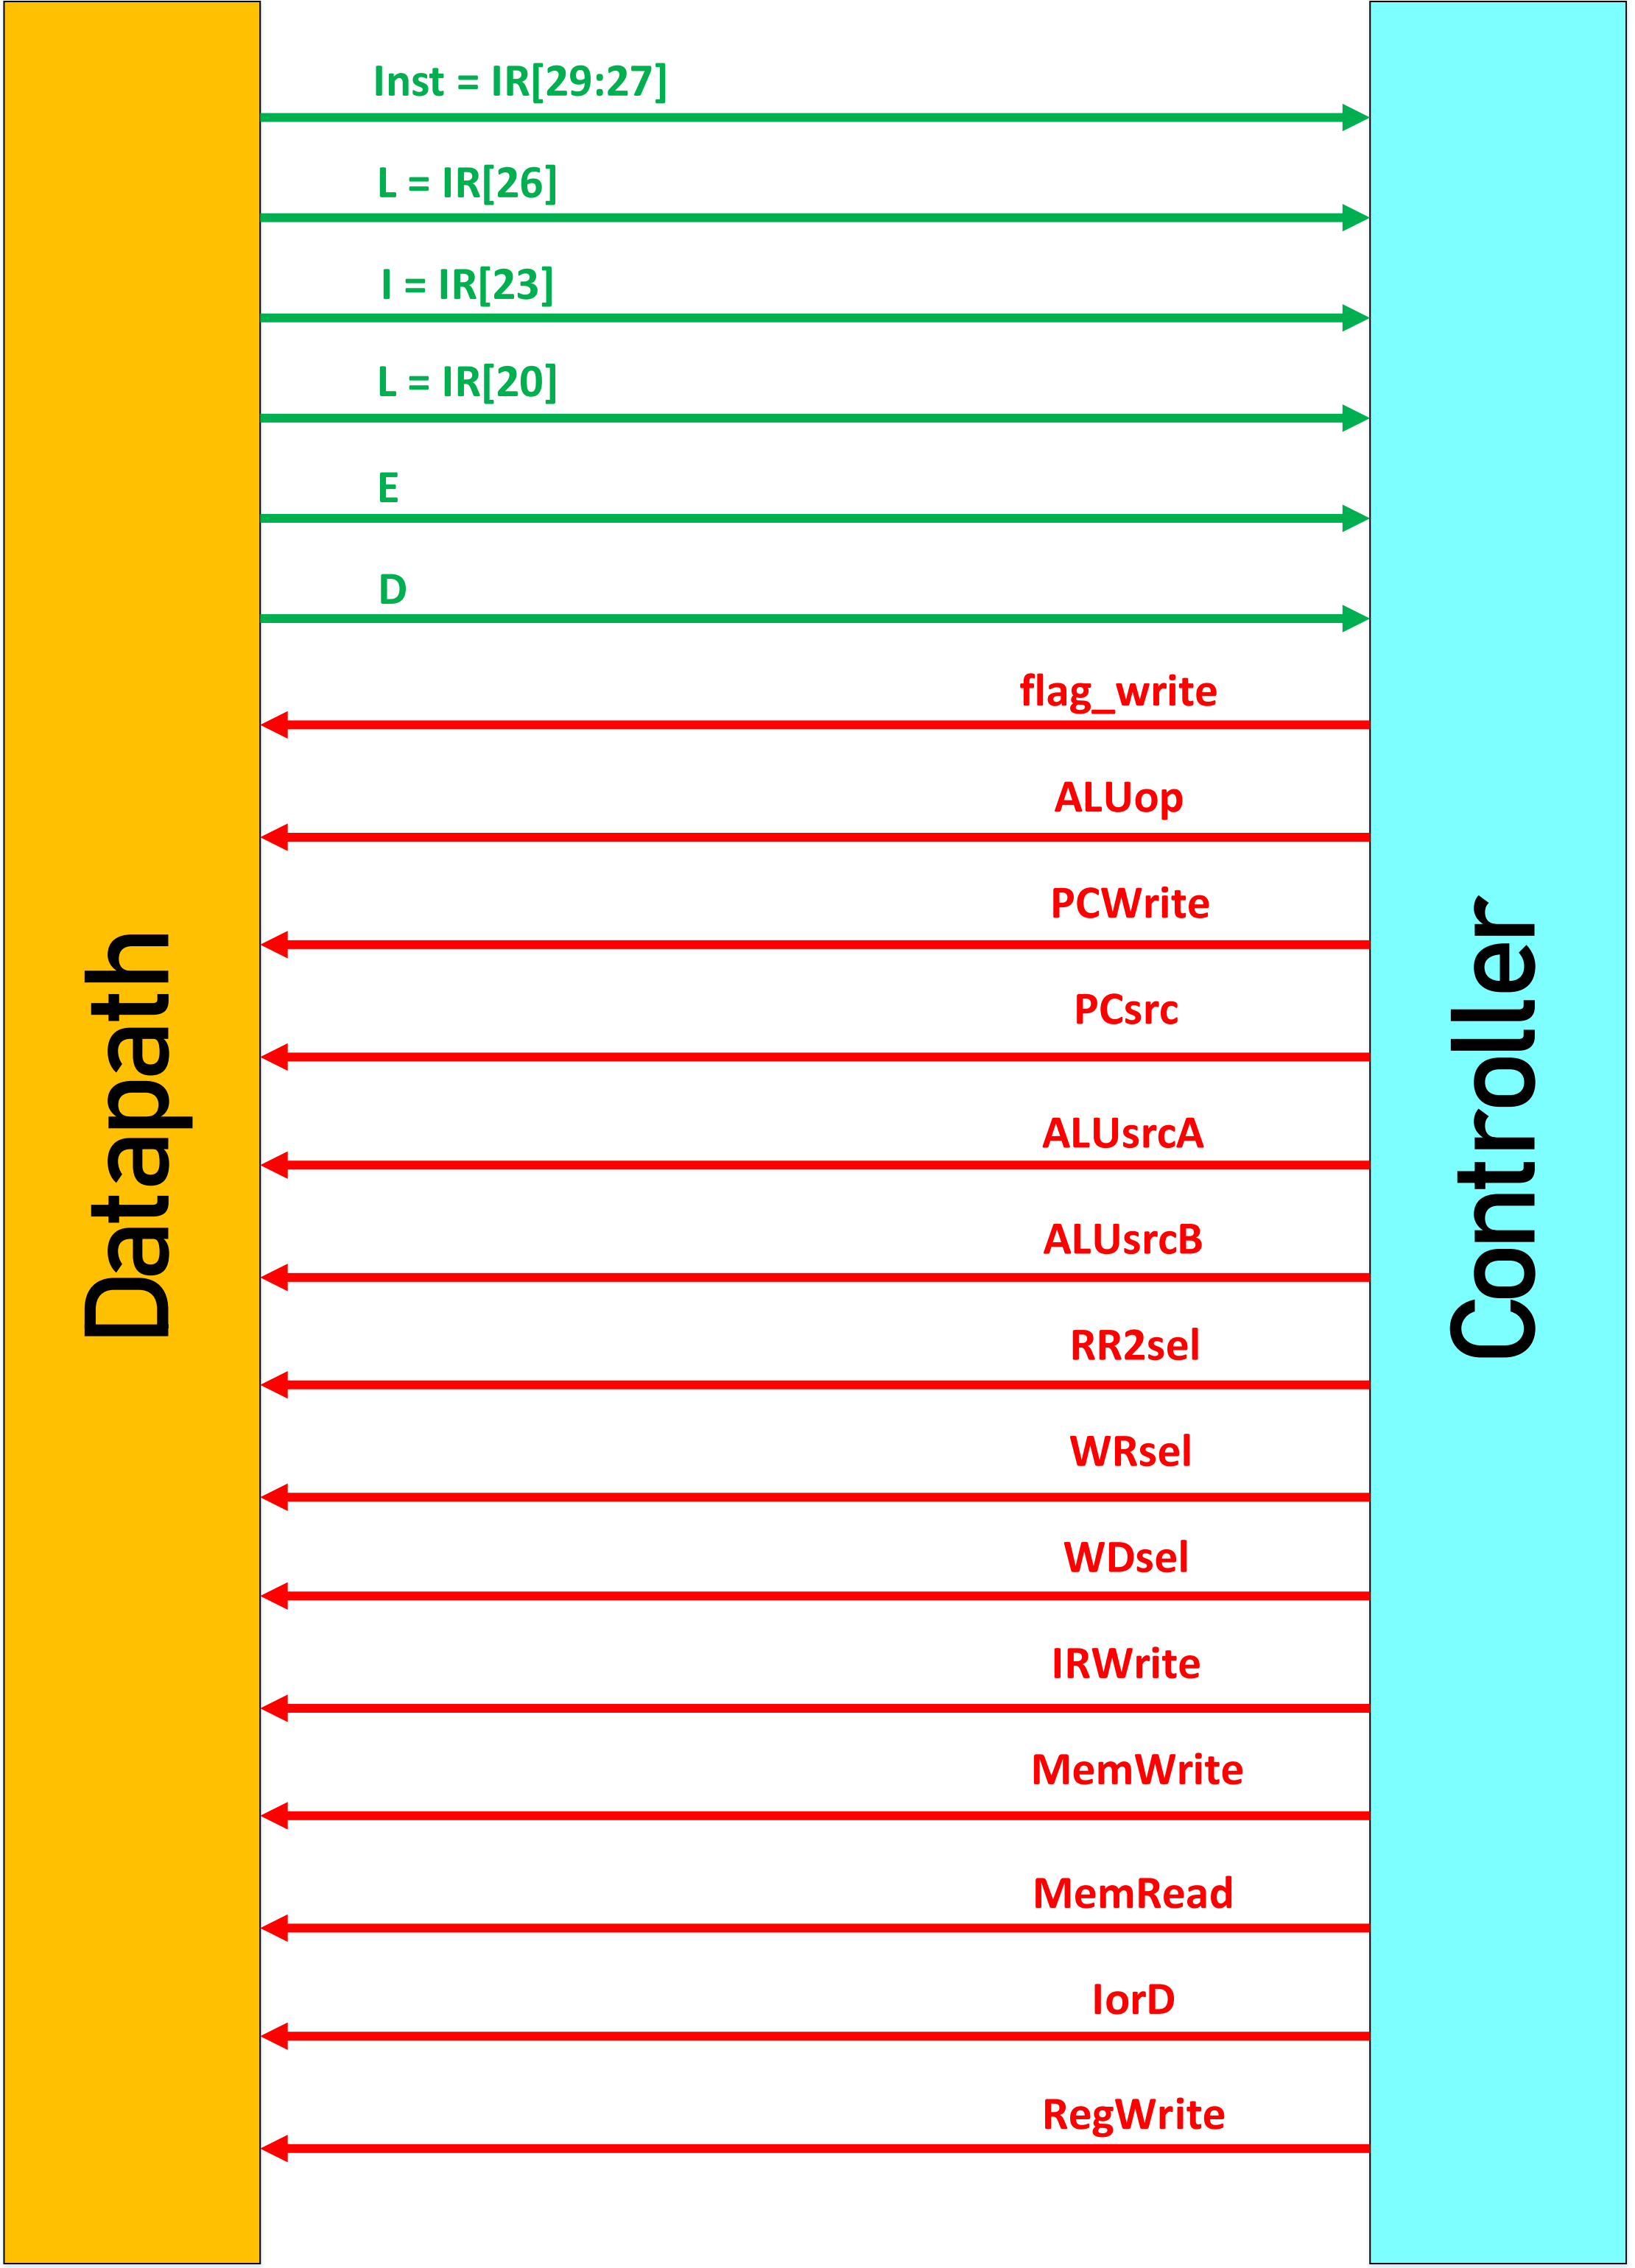 Inst = IR[29:27]
L = IR[26]
I = IR[23]
L = IR[20]
E
D
flag_write
ALUop
PCWrite
PCsrc
ALUsrcA
ALUsrcB
RR2sel
WRsel
WDsel
IRWrite
MemWrite
MemRead
IorD
RegWrite
Datapath
Controller